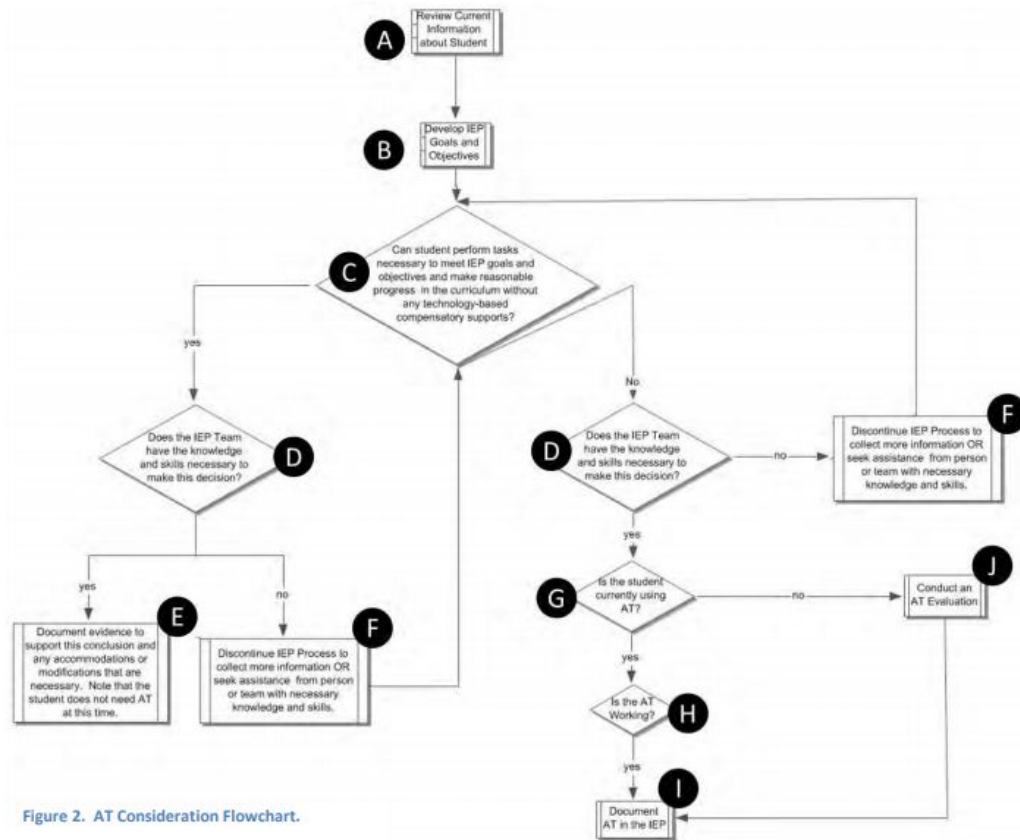 Review Current
Information
about Student
A
Develop IEP
Goals and
Objectives
B
Can student perform tasks
necessary to meet IEP goals and
objectives and make reasonable
progress in the curriculum without
any technology-based
compensatory supports?
C
yes
No
Does the IEP Team
have the knowledge
and skills necessary to
make this decision?
D
Does the IEP Team
have the knowledge
and skills necessary to
make this decision?
D
no
Discontinue IEP Process to
collect more information OR
seek assistance from person
or team with necessary
knowledge and skills.
F
yes
no
yes
Document evidence to
support this conclusion and
any accommodations or
modifications that are
necessary. Note that the
student does not need AT
at this time.
E
Discontinue IEP Process to
collect more information OR
seek assistance from person
or team with necessary
knowledge and skills.
F
Is the student
currently using
AT?
G
no
Conduct an
AT Evaluation
J
yes
Is the AT
Working?
H
yes
Document
AT in the IEP
I
Figure 2. AT Consideration Flowchart.